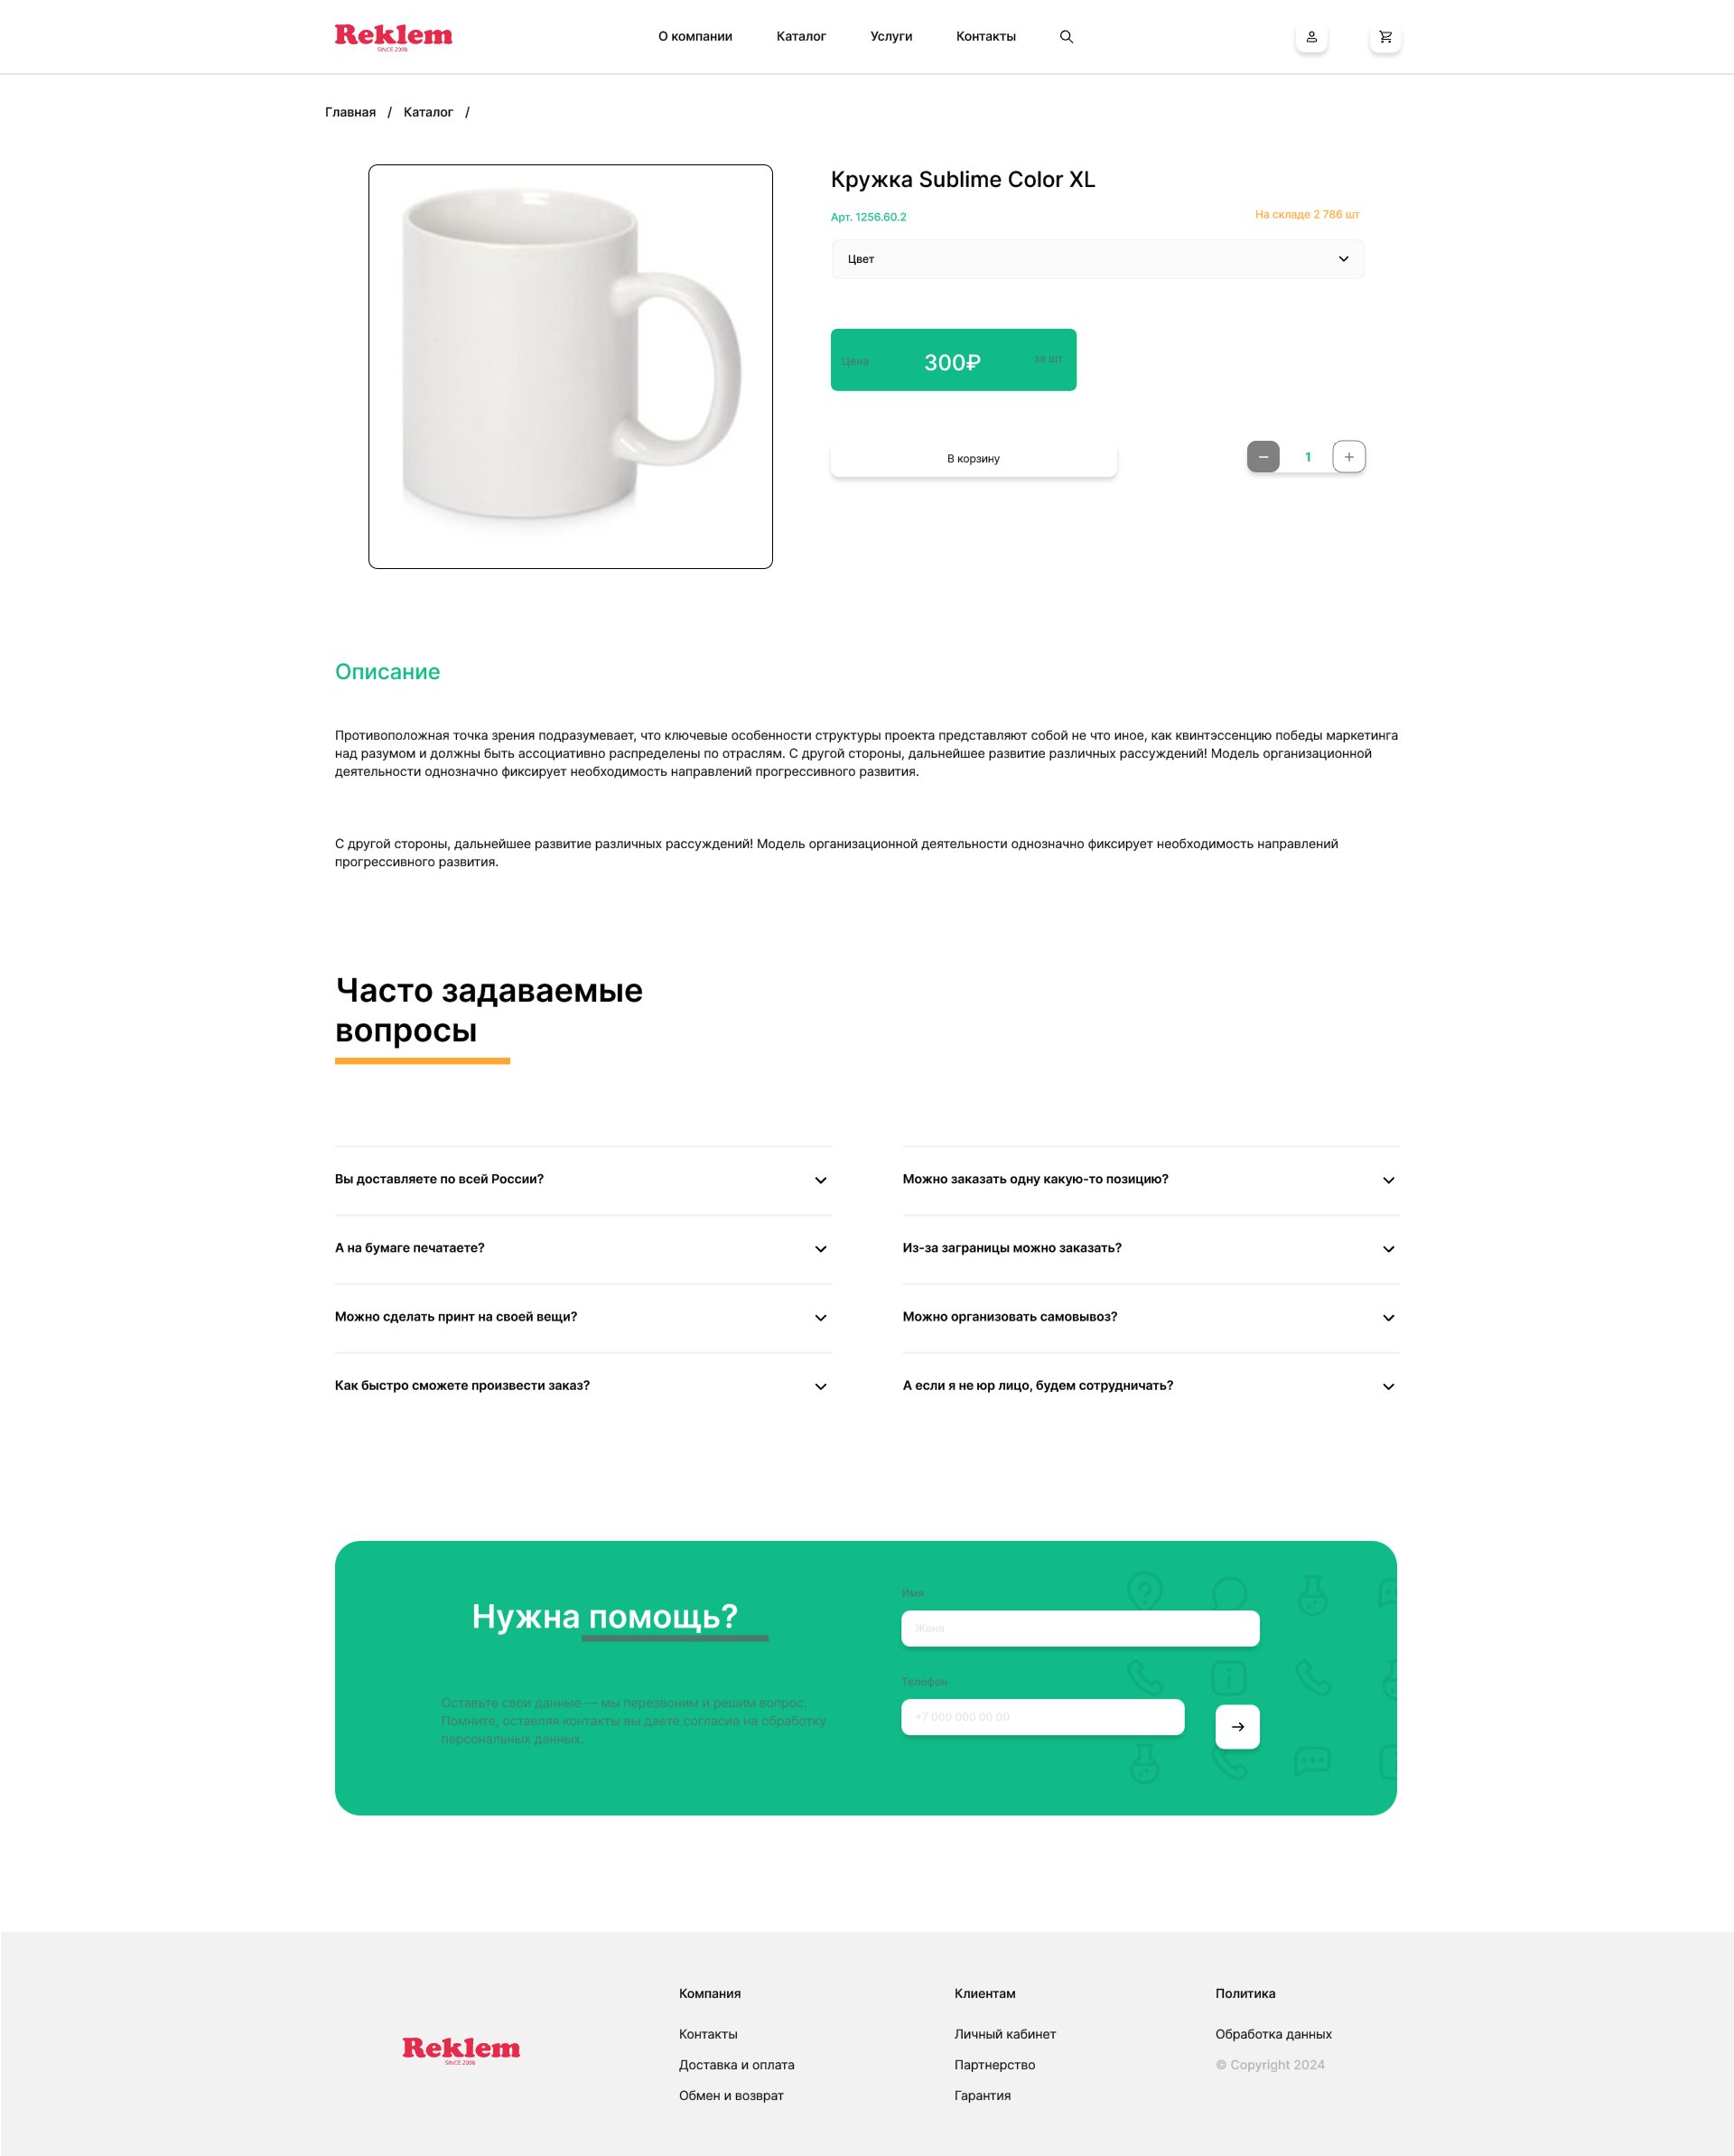 Reklem
SINCE 2006
О компании Каталог Услуги Контакты
Главная / Каталог /
Кружка Sublime Color XL
Арт. 1256.60.2
На складе 2 786 шт
Цвет
Цена 300₽ за шт
В корзину
− 1 +
Описание
Противоположная точка зрения подразумевает, что ключевые особенности структуры проекта представляют собой не что иное, как квинтэссенцию победы маркетинга
над разумом и должны быть ассоциативно распределены по отраслям. С другой стороны, дальнейшее развитие различных рассуждений! Модель организационной
деятельности однозначно фиксирует необходимость направлений прогрессивного развития.
С другой стороны, дальнейшее развитие различных рассуждений! Модель организационной деятельности однозначно фиксирует необходимость направлений
прогрессивного развития.
Часто задаваемые
вопросы
Вы доставляете по всей России?
А на бумаге печатаете?
Можно сделать принт на своей вещи?
Как быстро сможете произвести заказ?
Можно заказать одну какую-то позицию?
Из-за заграницы можно заказать?
Можно организовать самовывоз?
А если я не юр лицо, будем сотрудничать?
Нужна помощь?
Оставьте свои данные — мы перезвоним и решим вопрос.
Помните, оставляя контакты вы даете согласие на обработку
персональных данных.
Имя
Женя
Телефон
+7 000 000 00 00
Reklem
SINCE 2006
Компания
Контакты
Доставка и оплата
Обмен и возврат
Клиентам
Личный кабинет
Партнерство
Гарантия
Политика
Обработка данных
© Copyright 2024